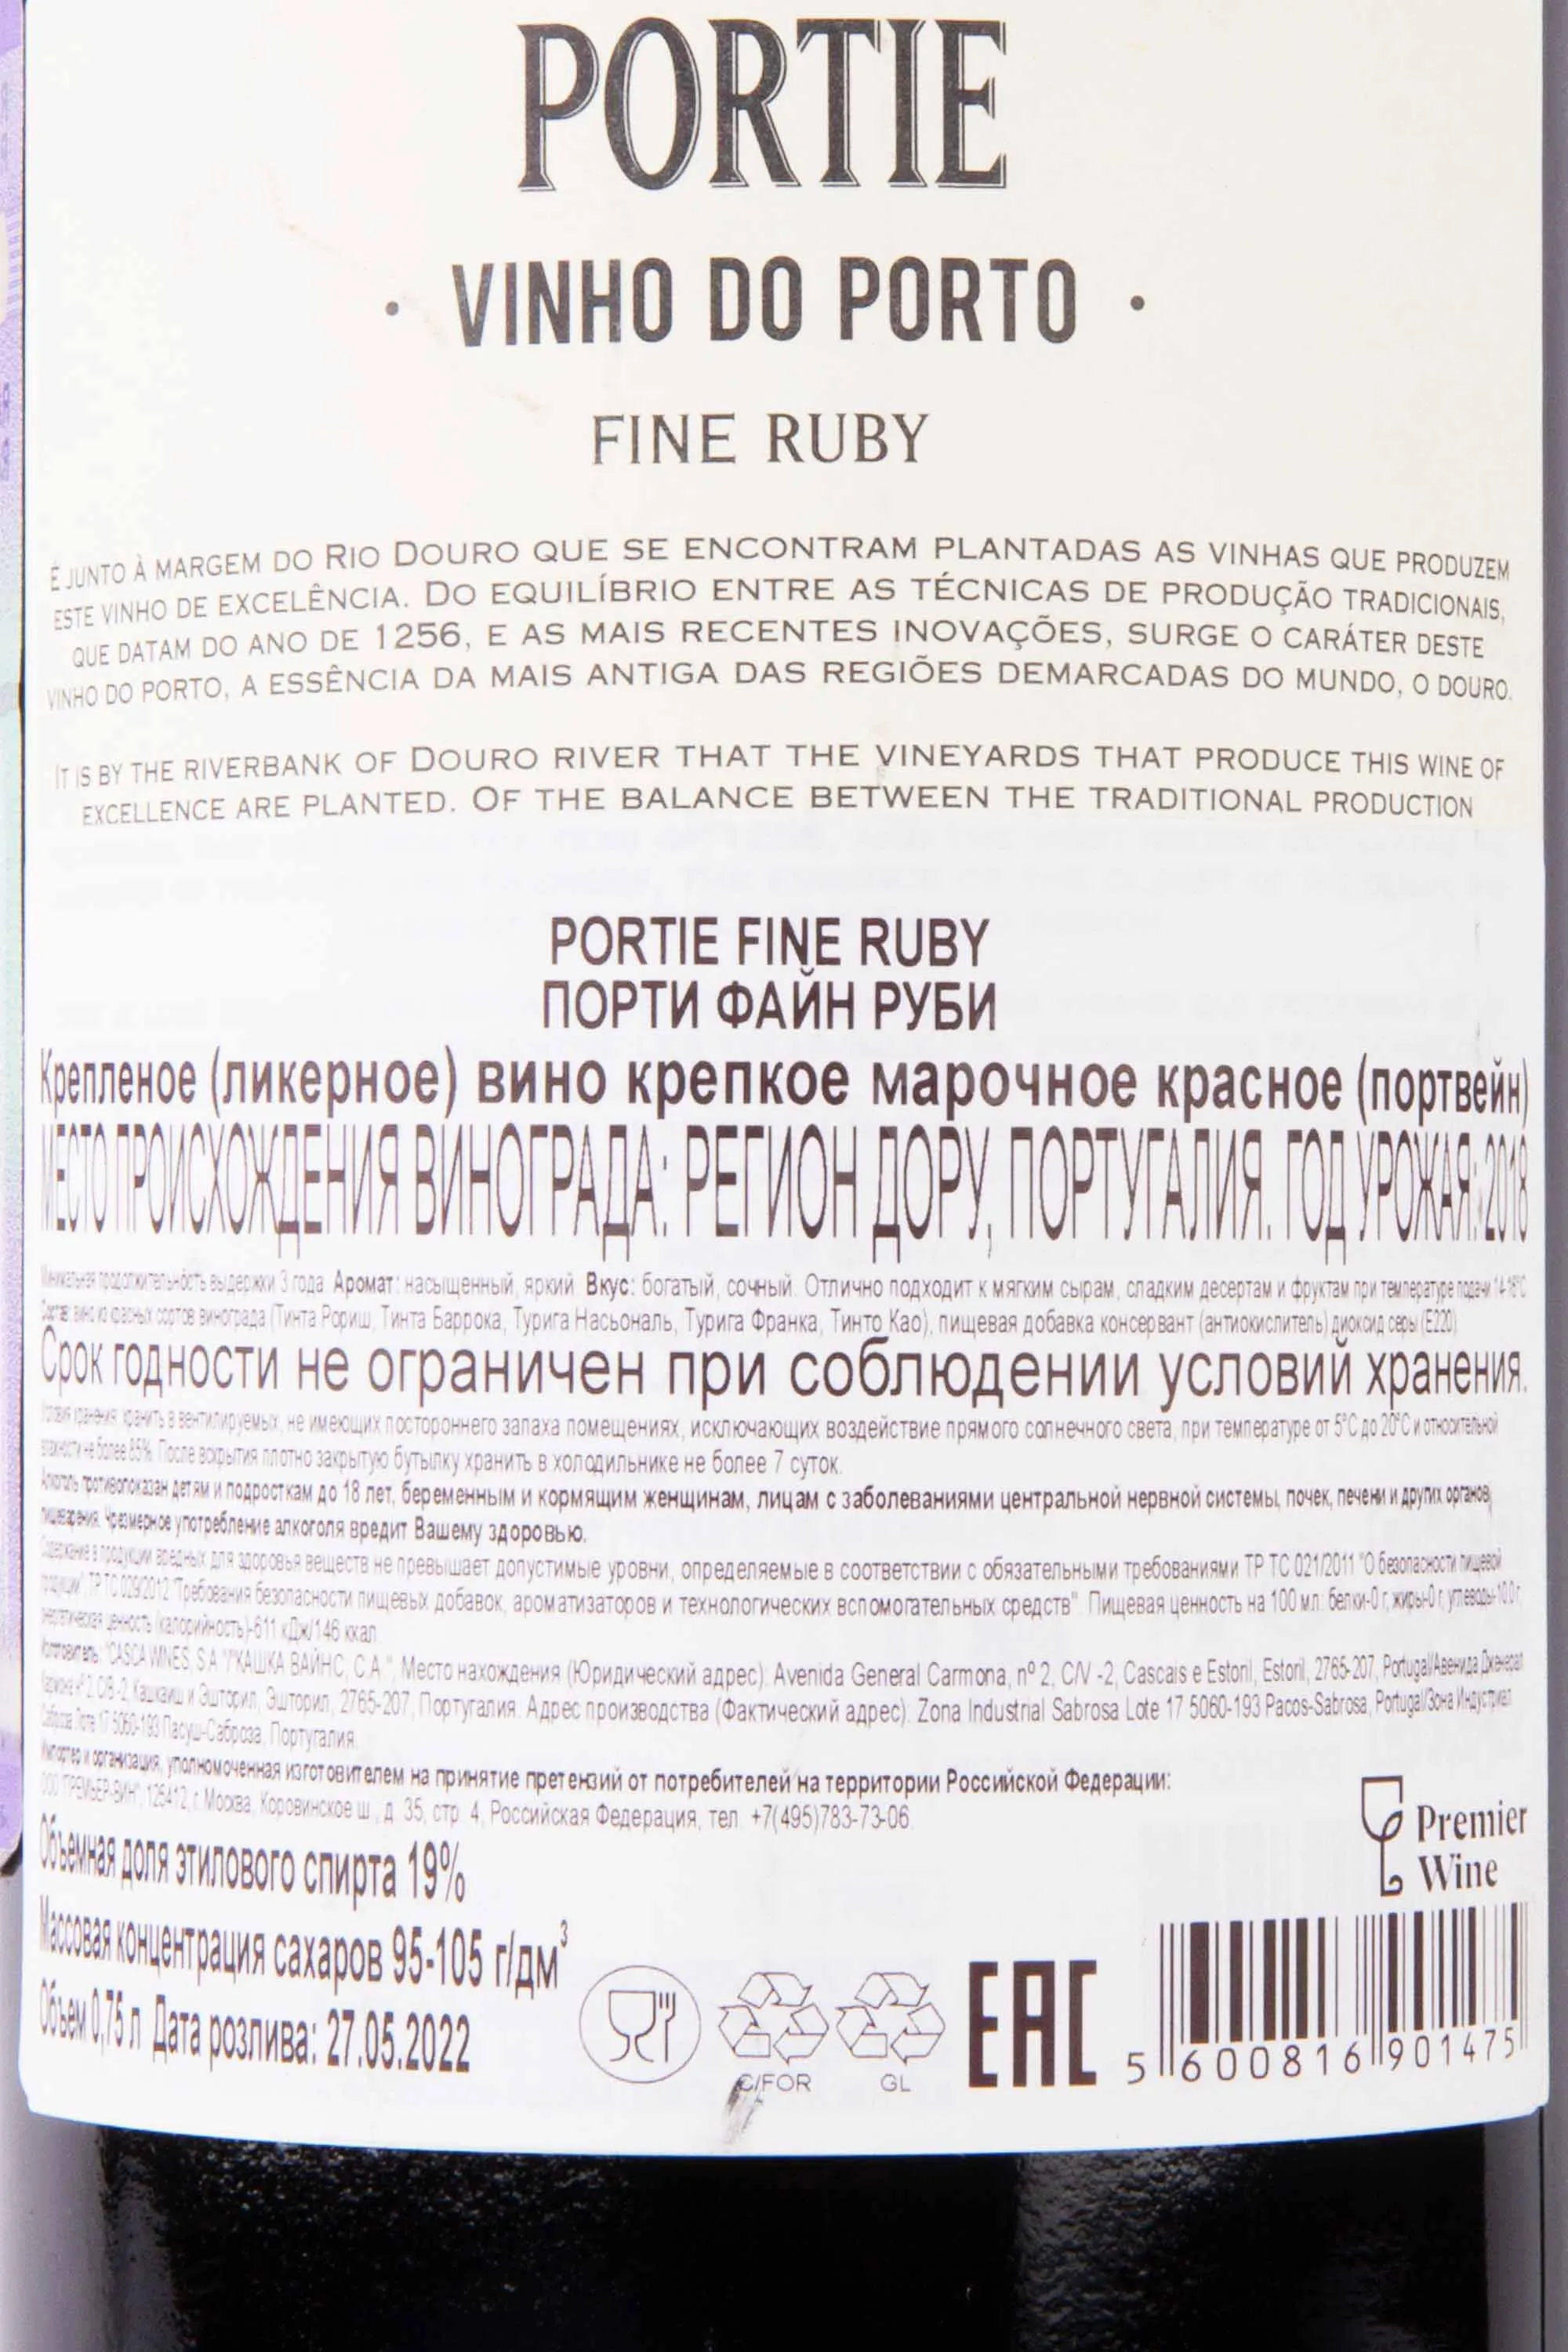 PORTIE
· VINHO DO PORTO ·
FINE RUBY
É JUNTO À MARGEM DO RIO DOURO QUE SE ENCONTRAM PLANTADAS AS VINHAS QUE PRODUZEM
ESTE VINHO DE EXCELÊNCIA. DO EQUILÍBRIO ENTRE AS TÉCNICAS DE PRODUÇÃO TRADICIONAIS,
QUE DATAM DO ANO DE 1256, E AS MAIS RECENTES INOVAÇÕES, SURGE O CARÁTER DESTE
VINHO DO PORTO, A ESSÊNCIA DA MAIS ANTIGA DAS REGIÕES DEMARCADAS DO MUNDO, O DOURO.
IT IS BY THE RIVERBANK OF DOURO RIVER THAT THE VINEYARDS THAT PRODUCE THIS WINE OF
EXCELLENCE ARE PLANTED. OF THE BALANCE BETWEEN THE TRADITIONAL PRODUCTION
PORTIE FINE RUBY
ПОРТИ ФАЙН РУБИ
Крепленое (ликерное) вино крепкое марочное красное (портвейн)
МЕСТО ПРОИСХОЖДЕНИЯ ВИНОГРАДА: РЕГИОН ДОРУ, ПОРТУГАЛИЯ. ГОД УРОЖАЯ: 2018
Минимальная продолжительность выдержки 3 года Аромат: насыщенный, яркий Вкус: богатый, сочный. Отлично подходит к мягким сырам, сладким десертам и фруктам при температуре подачи 14-16°C
Состав: вино из красных сортов винограда (Тинта Рориш, Тинта Баррока, Турига Насьональ, Турига Франка, Тинто Као), пищевая добавка консервант (антиокислитель) диоксид серы (Е220)
Срок годности не ограничен при соблюдении условий хранения.
Условия хранения: хранить в вентилируемых, не имеющих постороннего запаха помещениях, исключающих воздействие прямого солнечного света, при температуре от 5°C до 20°C и относительной
влажности не более 85%. После вскрытия плотно закрытую бутылку хранить в холодильнике не более 7 суток.
Алкоголь противопоказан детям и подросткам до 18 лет, беременным и кормящим женщинам, лицам с заболеваниями центральной нервной системы, почек, печени и других органов
пищеварения. Чрезмерное употребление алкоголя вредит Вашему здоровью.
Содержание в продукции вредных для здоровья веществ не превышает допустимые уровни, определяемые в соответствии с обязательными требованиями ТР ТС 021/2011 "О безопасности пищевой
продукции", ТР ТС 029/2012 "Требования безопасности пищевых добавок, ароматизаторов и технологических вспомогательных средств". Пищевая ценность на 100 мл: белки-0 г, жиры-0 г, углеводы-10.0 г,
энергетическая ценность (калорийность)-611 кДж/146 ккал
Изготовитель: "CASCA WINES, S.A."/"КАШКА ВАЙНС, С.А.", Место нахождения (Юридический адрес): Avenida General Carmona, nº 2, C/V -2, Cascais e Estoril, Estoril, 2765-207, Portugal/Авенида Дженерал
Кармона nº 2, С/В -2, Кашкаиш и Эшторил, Эшторил, 2765-207, Португалия. Адрес производства (Фактический адрес): Zona Industrial Sabrosa Lote 17 5060-193 Pacos-Sabrosa, Portugal/Зона Индустриал
Саброза Лоте 17 5060-193 Пасуш-Саброза, Португалия.
Импортер и организация, уполномоченная изготовителем на принятие претензий от потребителей на территории Российской Федерации:
ООО "ПРЕМЬЕР-ВИН", 125412, г. Москва, Коровинское ш., д. 35, стр. 4, Российская Федерация, тел. +7(495)783-73-06.
Premier
Wine
Объемная доля этилового спирта 19%
Массовая концентрация сахаров 95-105 г/дм³
Объем 0,75 л Дата розлива: 27.05.2022
C/FOR
GL
EAC
5 600816 901475